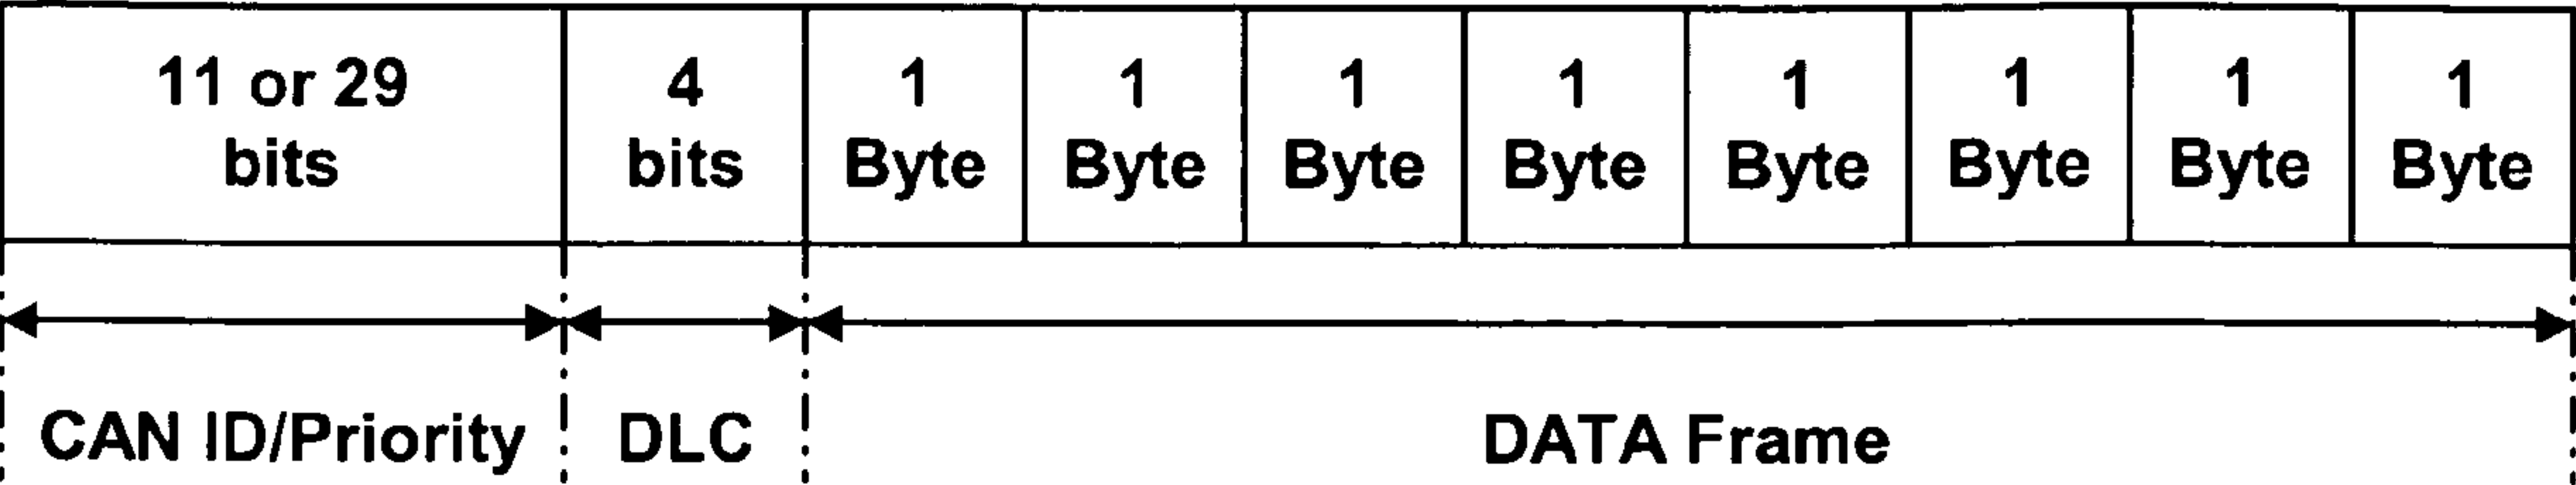 11 or 29
bits
4
bits
1
Byte
1
Byte
1
Byte
1
Byte
1
Byte
1
Byte
1
Byte
1
Byte
CAN ID/Priority
DLC
DATA Frame